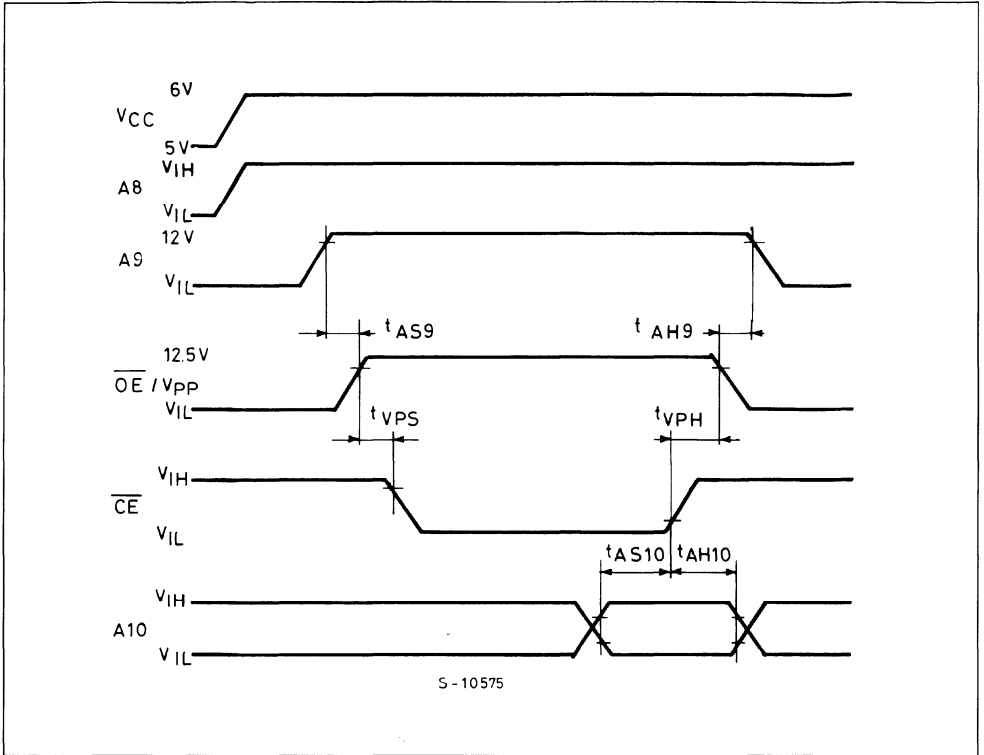 6V
VCC
5V
VIH
A8
VIL
12V
A9
VIL
tAS9
tAH9
12.5V
OE / VPP
VIL
tVPS
tVPH
VIH
CE
VIL
tAS10
tAH10
VIH
A10
VIL
S-10575